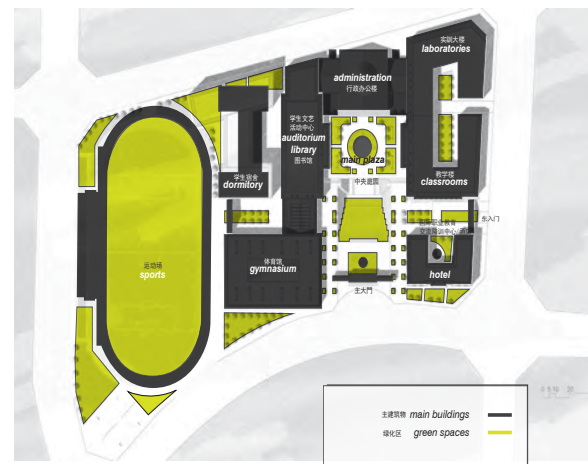 实训大楼
laboratories
administration
行政办公楼
学生文艺
活动中心
auditorium
library
图书馆
main plaza
中央庭园
学生宿舍
dormitory
教学楼
classrooms
东入门
hotel
运动场
sports
体育馆
gymnasium
主大門
主建筑物 main buildings
绿化区 green spaces